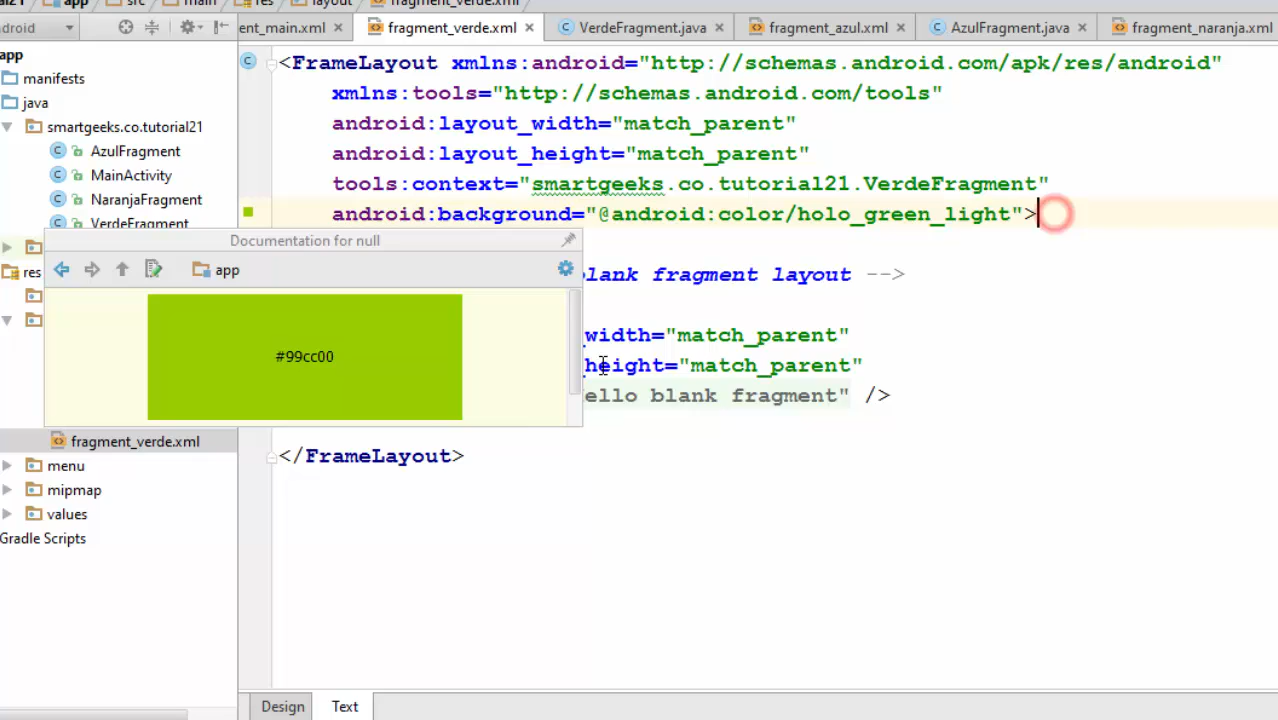 app src main res layout fragment_verde.xml
ndroid
ent_main.xml fragment_verde.xml VerdeFragment.java fragment_azul.xml AzulFragment.java fragment_naranja.xml
app
manifests
java
smartgeeks.co.tutorial21
AzulFragment
MainActivity
NaranjaFragment
VerdeFragment
res
fragment_verde.xml
menu
mipmap
values
Gradle Scripts
<FrameLayout xmlns:android="http://schemas.android.com/apk/res/android"
xmlns:tools="http://schemas.android.com/tools"
android:layout_width="match_parent"
android:layout_height="match_parent"
tools:context="smartgeeks.co.tutorial21.VerdeFragment"
android:background="@android:color/holo_green_light">
Documentation for null
app
#99cc00
lank fragment layout -->
_width="match_parent"
_height="match_parent"
ello blank fragment" />
</FrameLayout>
Design Text